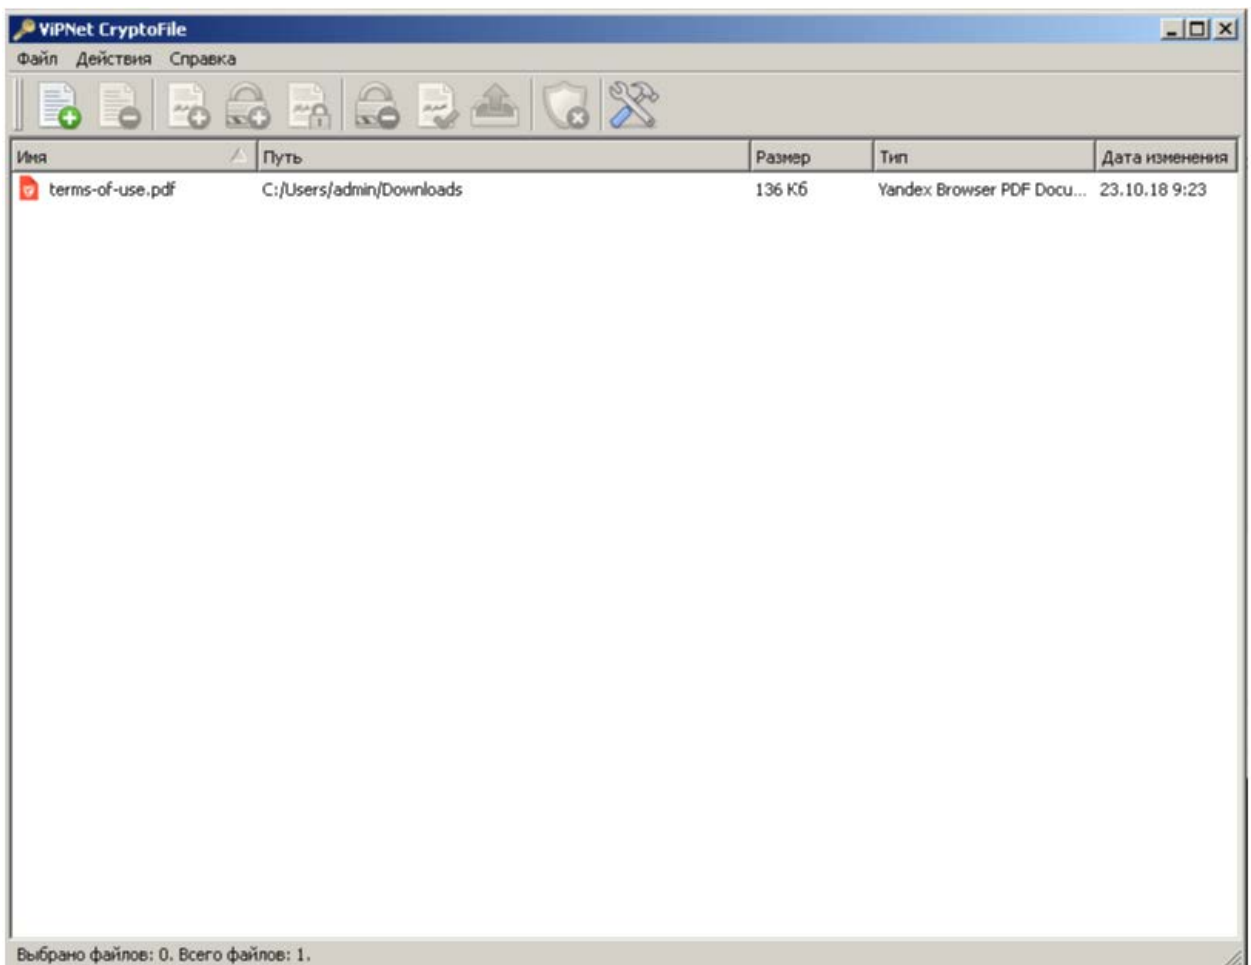 ViPNet CryptoFile
Файл Действия Справка
Имя Путь Размер Тип Дата изменения
terms-of-use.pdf C:/Users/admin/Downloads 136 Кб Yandex Browser PDF Docu... 23.10.18 9:23
Выбрано файлов: 0. Всего файлов: 1.